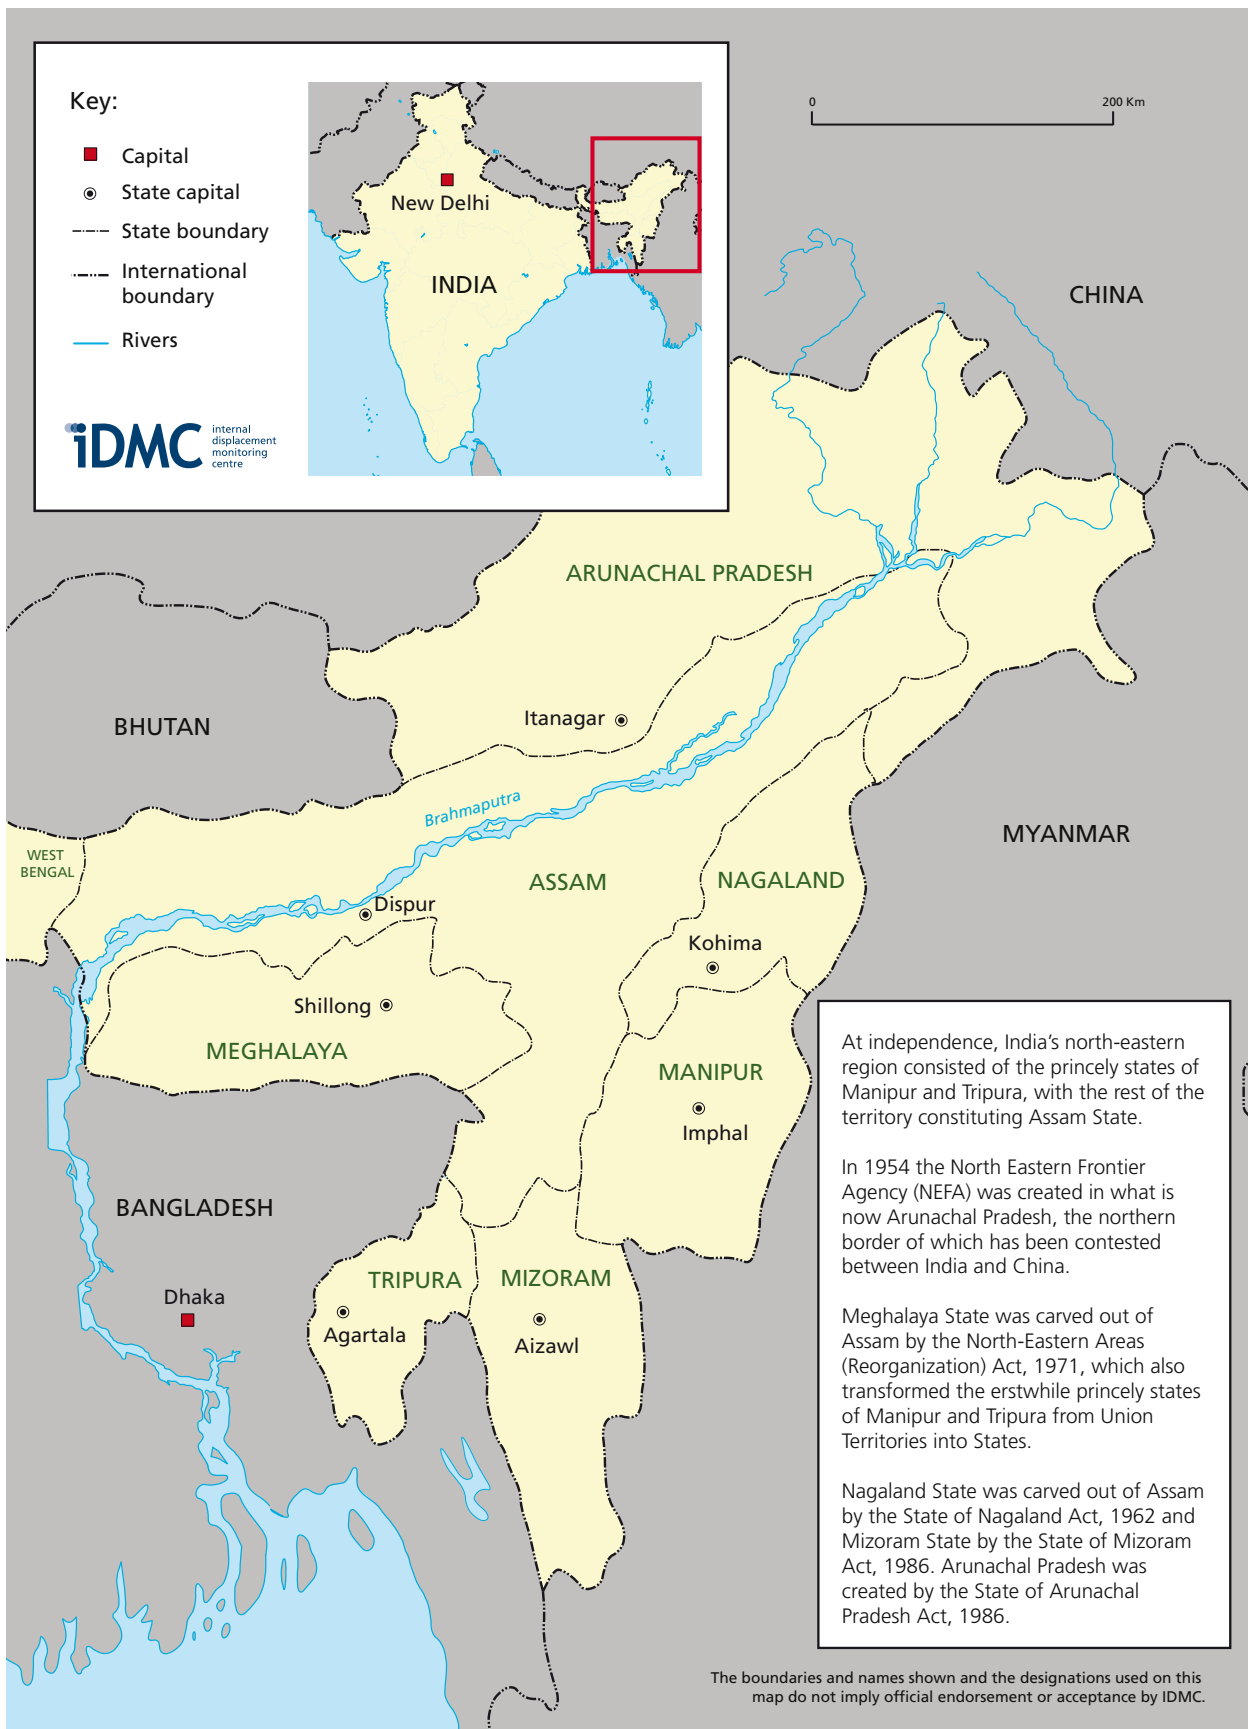 Key:
Capital
State capital
State boundary
International
boundary
Rivers
iDMC
internal
displacement
monitoring
centre
New Delhi
INDIA
0 200 Km
CHINA
ARUNACHAL PRADESH
Itanagar
BHUTAN
Brahmaputra
MYANMAR
WEST
BENGAL
ASSAM
NAGALAND
Dispur
Kohima
Shillong
MEGHALAYA
MANIPUR
Imphal
BANGLADESH
TRIPURA
MIZORAM
Dhaka
Agartala
Aizawl
At independence, India’s north-eastern
region consisted of the princely states of
Manipur and Tripura, with the rest of the
territory constituting Assam State.
In 1954 the North Eastern Frontier
Agency (NEFA) was created in what is
now Arunachal Pradesh, the northern
border of which has been contested
between India and China.
Meghalaya State was carved out of
Assam by the North-Eastern Areas
(Reorganization) Act, 1971, which also
transformed the erstwhile princely states
of Manipur and Tripura from Union
Territories into States.
Nagaland State was carved out of Assam
by the State of Nagaland Act, 1962 and
Mizoram State by the State of Mizoram
Act, 1986. Arunachal Pradesh was
created by the State of Arunachal
Pradesh Act, 1986.
The boundaries and names shown and the designations used on this
map do not imply official endorsement or acceptance by IDMC.